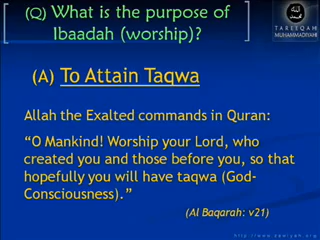 (Q) What is the purpose of
Ibaadah (worship)?
TAREEQAH
MUHAMMADIYAH
(A) To Attain Taqwa
Allah the Exalted commands in Quran:
“O Mankind! Worship your Lord, who
created you and those before you, so that
hopefully you will have taqwa (God-
Consciousness).”
(Al Baqarah: v21)